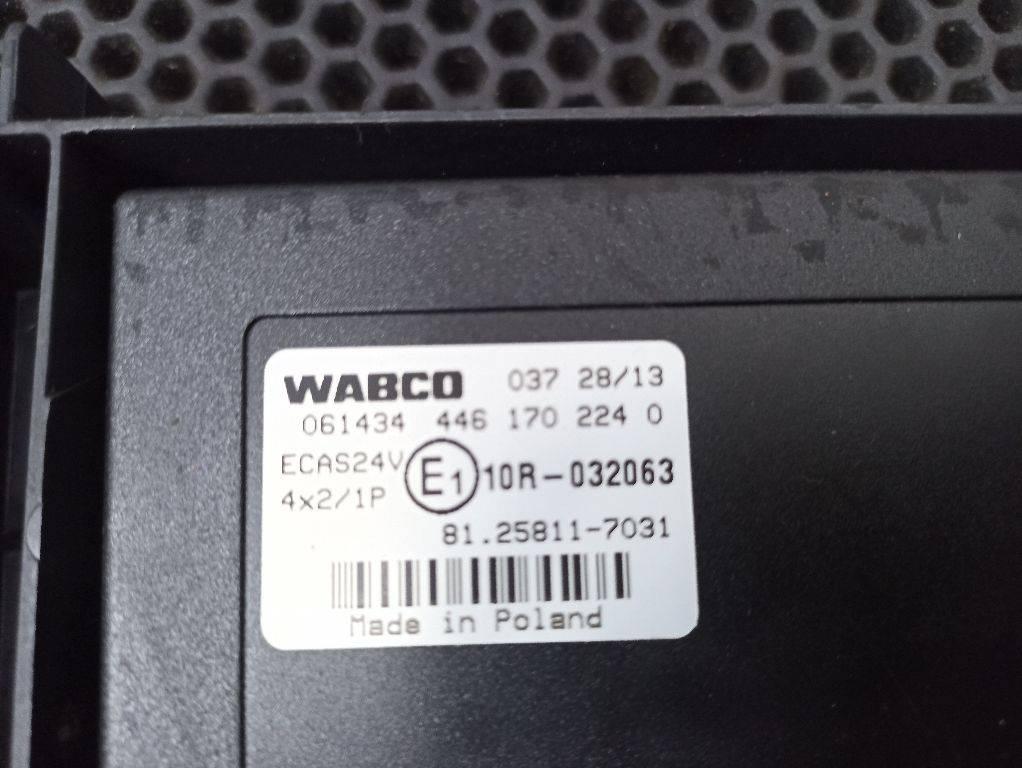 WABCO 037 28/13
061434 446 170 224 0
ECAS24V E1 10R-032063
4x2/1P
81.25811-7031
Made in Poland